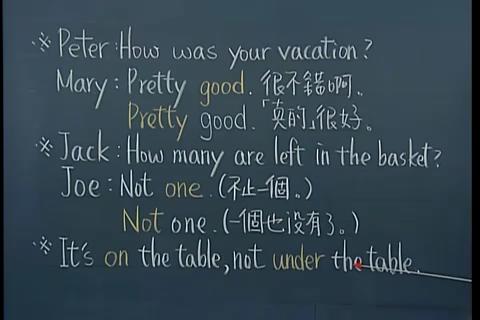 ※ Peter: How was your vacation?
Mary: Pretty good. 很不錯啊。
Pretty good. 「真的」很好。
※ Jack: How many are left in the basket?
Joe: Not one. (不止一個。)
Not one. (一個也沒有了。)
※ It's on the table, not under the table.